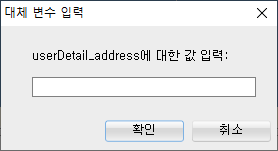 대체 변수 입력
userDetail_address에 대한 값 입력:
확인
취소